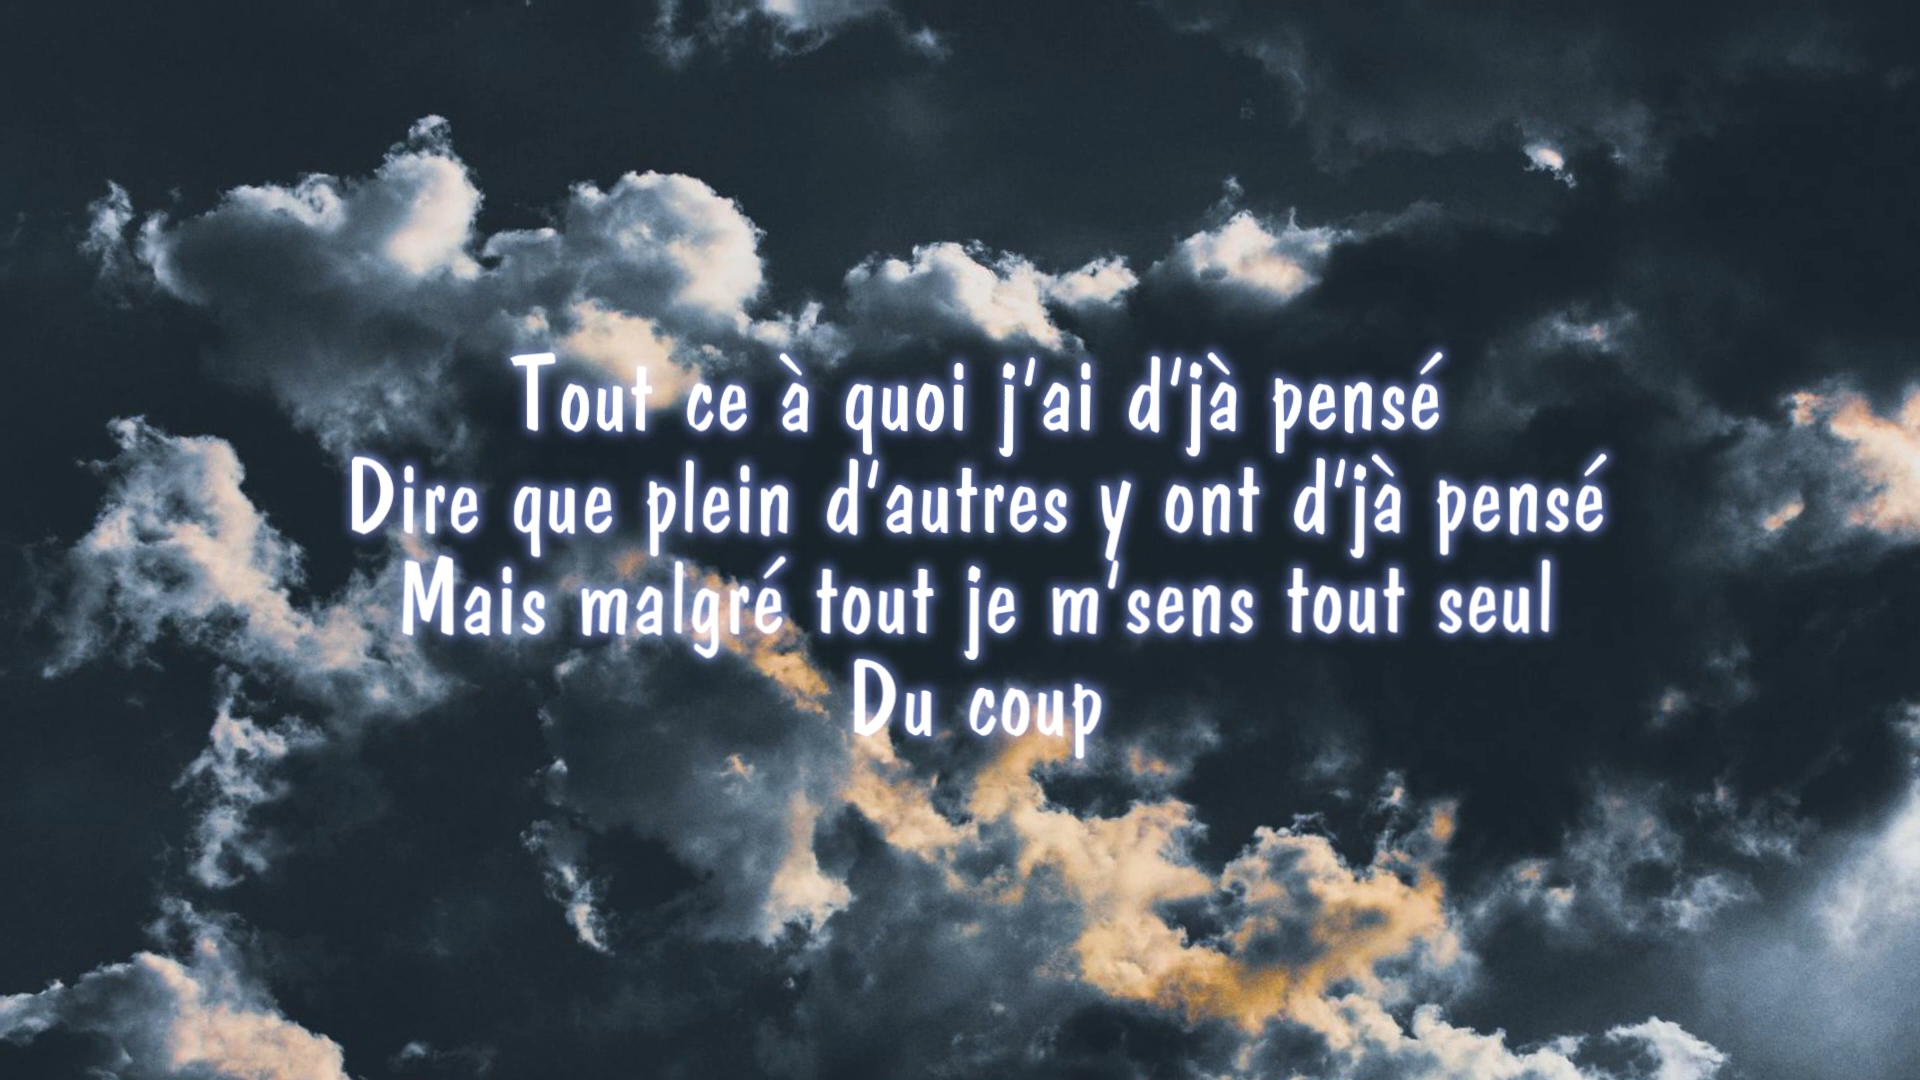 Tout ce à quoi j'ai d'jà pensé
Dire que plein d'autres y ont d'jà pensé
Mais malgré tout je m'sens tout seul
Du coup